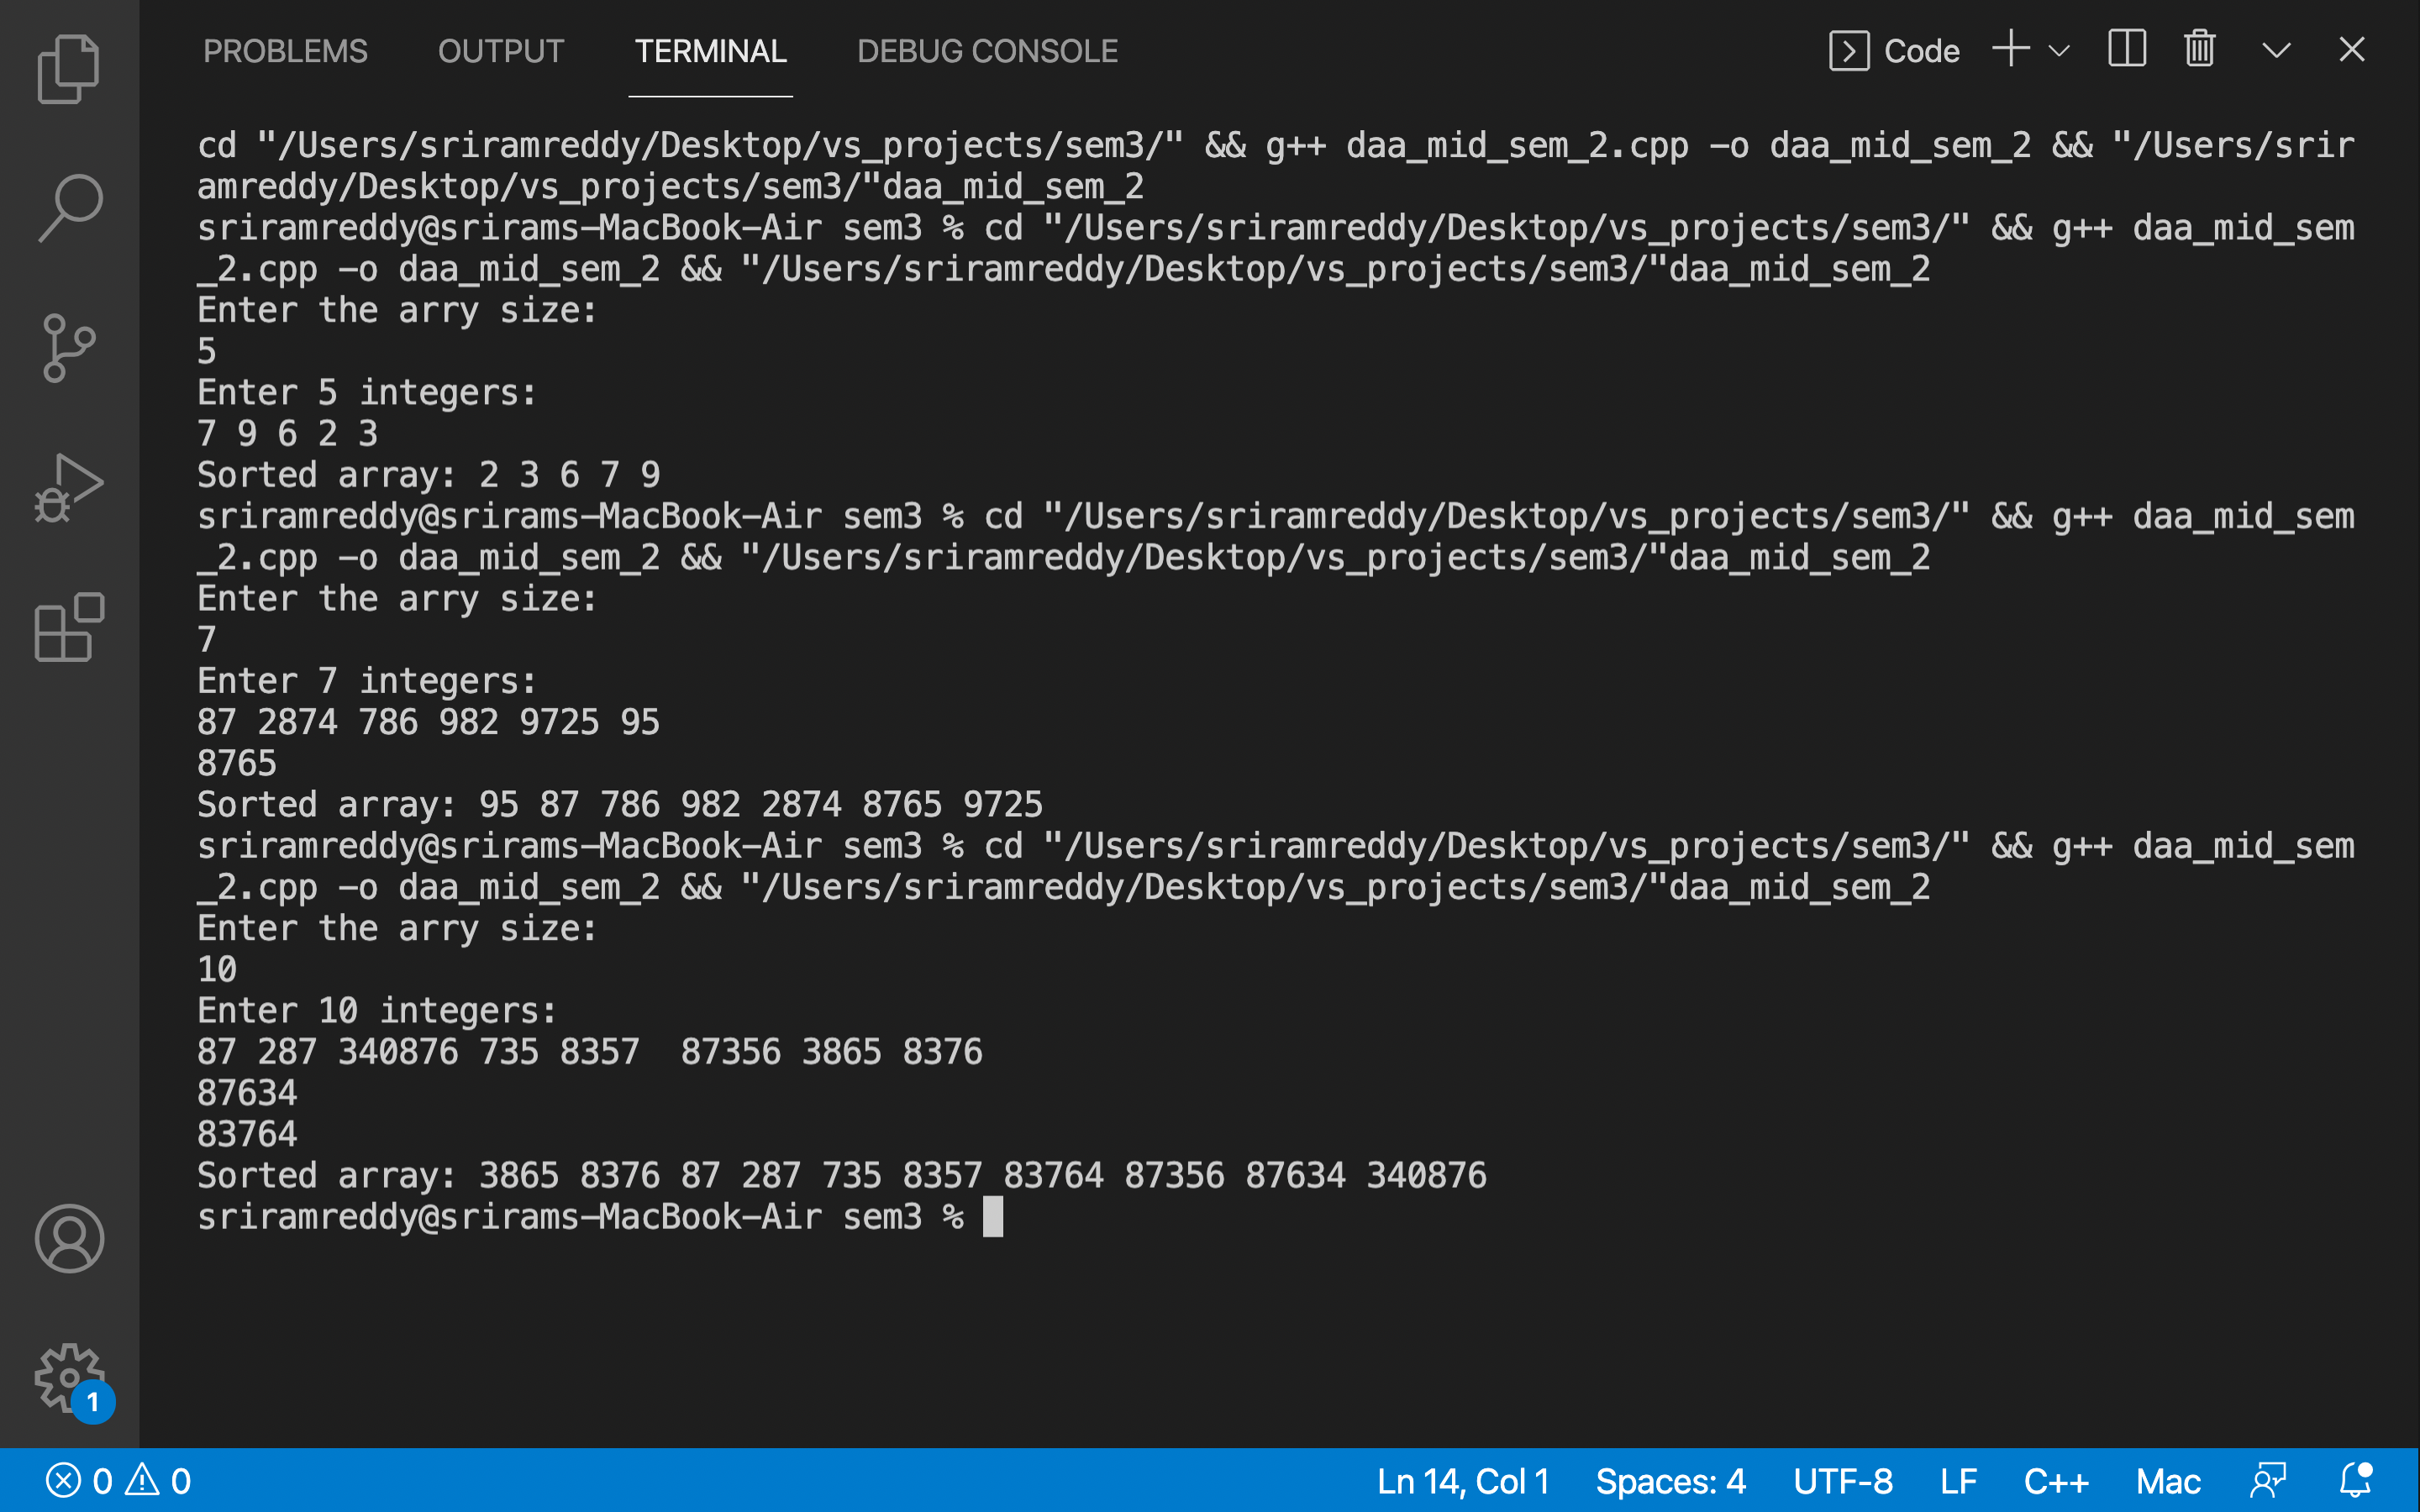 PROBLEMS OUTPUT TERMINAL DEBUG CONSOLE Code
cd "/Users/sriramreddy/Desktop/vs_projects/sem3/" && g++ daa_mid_sem_2.cpp -o daa_mid_sem_2 && "/Users/srir
amreddy/Desktop/vs_projects/sem3/"daa_mid_sem_2
sriramreddy@srirams-MacBook-Air sem3 % cd "/Users/sriramreddy/Desktop/vs_projects/sem3/" && g++ daa_mid_sem
_2.cpp -o daa_mid_sem_2 && "/Users/sriramreddy/Desktop/vs_projects/sem3/"daa_mid_sem_2
Enter the arry size:
5
Enter 5 integers:
7 9 6 2 3
Sorted array: 2 3 6 7 9
sriramreddy@srirams-MacBook-Air sem3 % cd "/Users/sriramreddy/Desktop/vs_projects/sem3/" && g++ daa_mid_sem
_2.cpp -o daa_mid_sem_2 && "/Users/sriramreddy/Desktop/vs_projects/sem3/"daa_mid_sem_2
Enter the arry size:
7
Enter 7 integers:
87 2874 786 982 9725 95
8765
Sorted array: 95 87 786 982 2874 8765 9725
sriramreddy@srirams-MacBook-Air sem3 % cd "/Users/sriramreddy/Desktop/vs_projects/sem3/" && g++ daa_mid_sem
_2.cpp -o daa_mid_sem_2 && "/Users/sriramreddy/Desktop/vs_projects/sem3/"daa_mid_sem_2
Enter the arry size:
10
Enter 10 integers:
87 287 340876 735 8357  87356 3865 8376
87634
83764
Sorted array: 3865 8376 87 287 735 8357 83764 87356 87634 340876
sriramreddy@srirams-MacBook-Air sem3 %
1
0 0 Ln 14, Col 1 Spaces: 4 UTF-8 LF C++ Mac